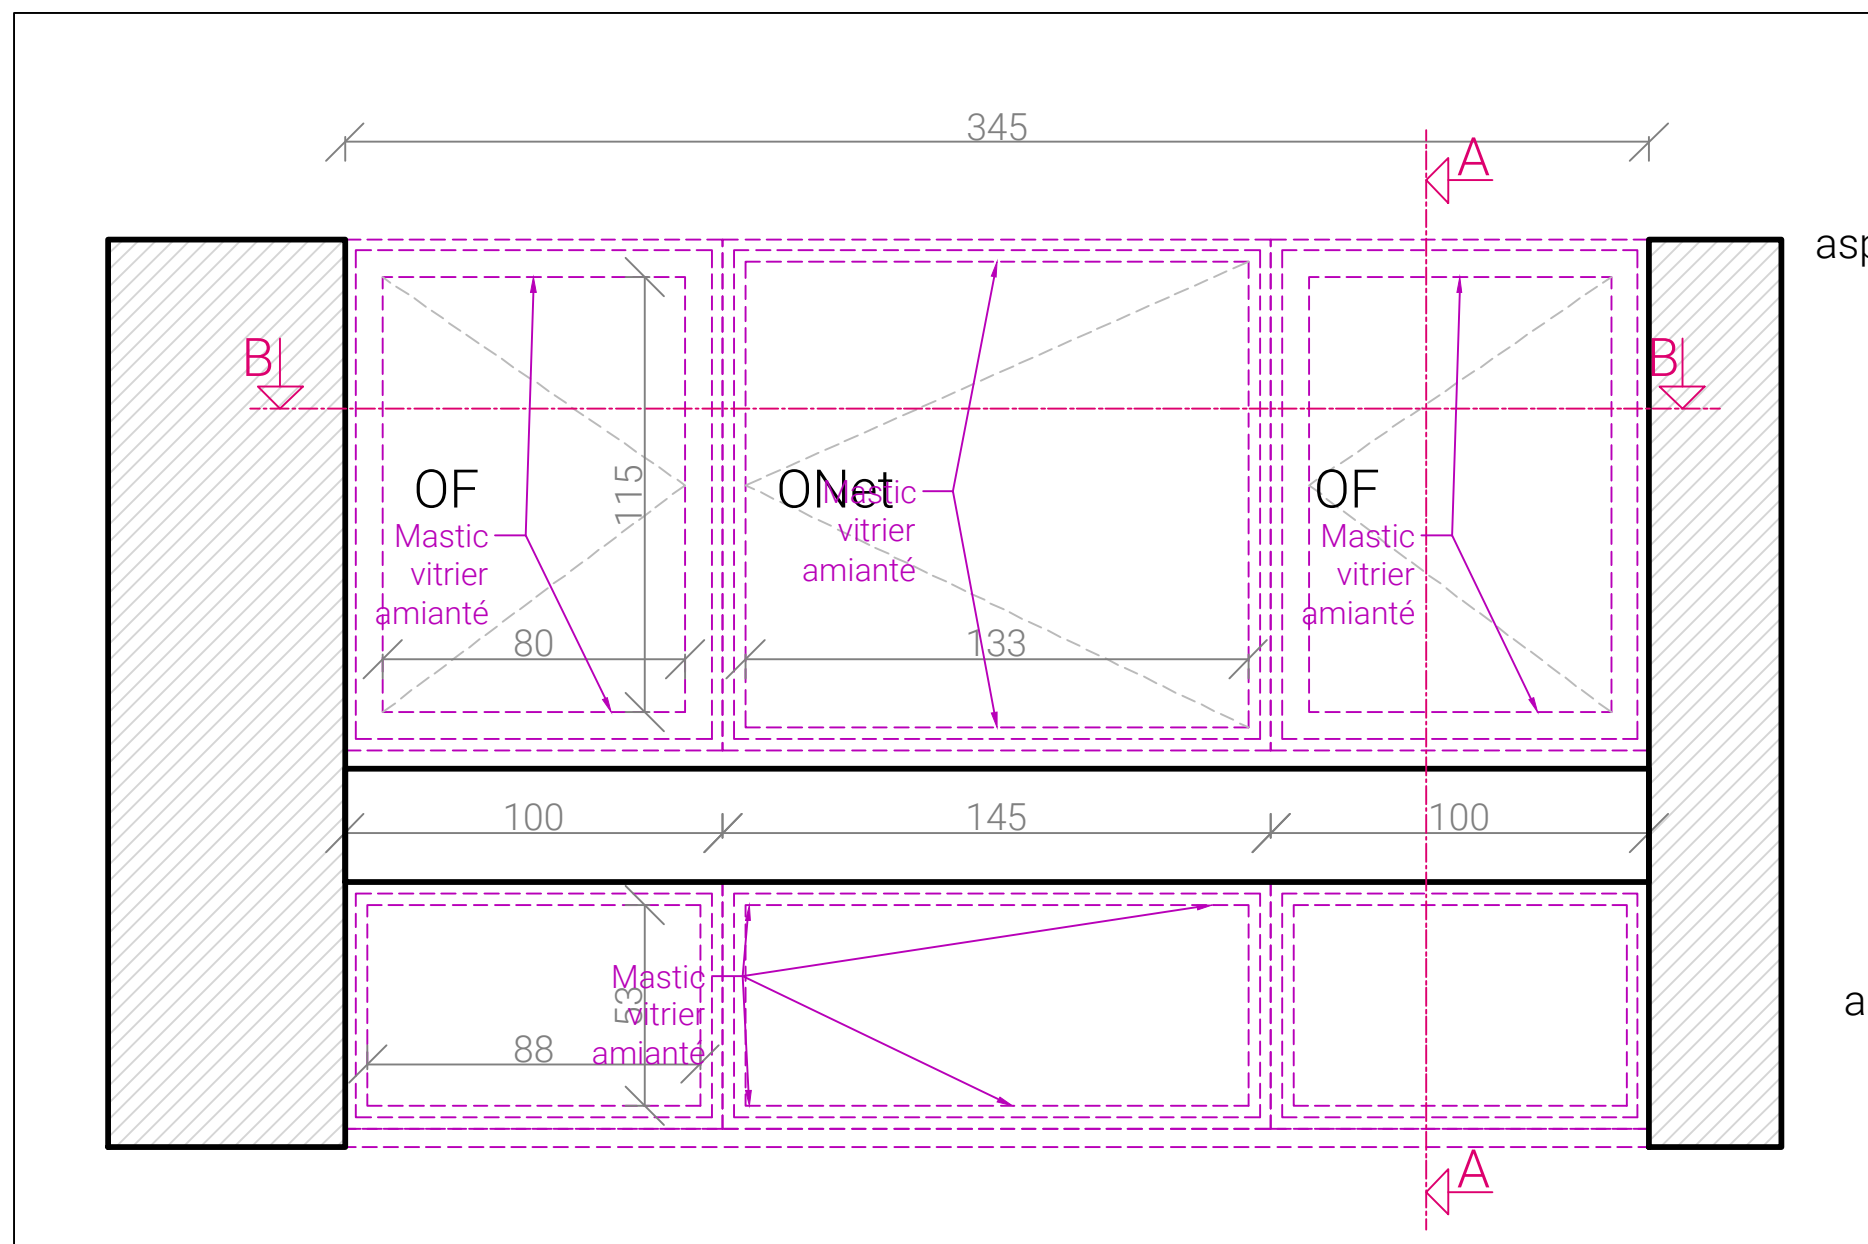 345
A
asp
B
B
OF
115
ONet
OF
Mastic
vitrier
amianté
Mastic
vitrier
amianté
Mastic
vitrier
amianté
80
133
100
145
100
Mastic
vitrier
amianté
53
88
a
A